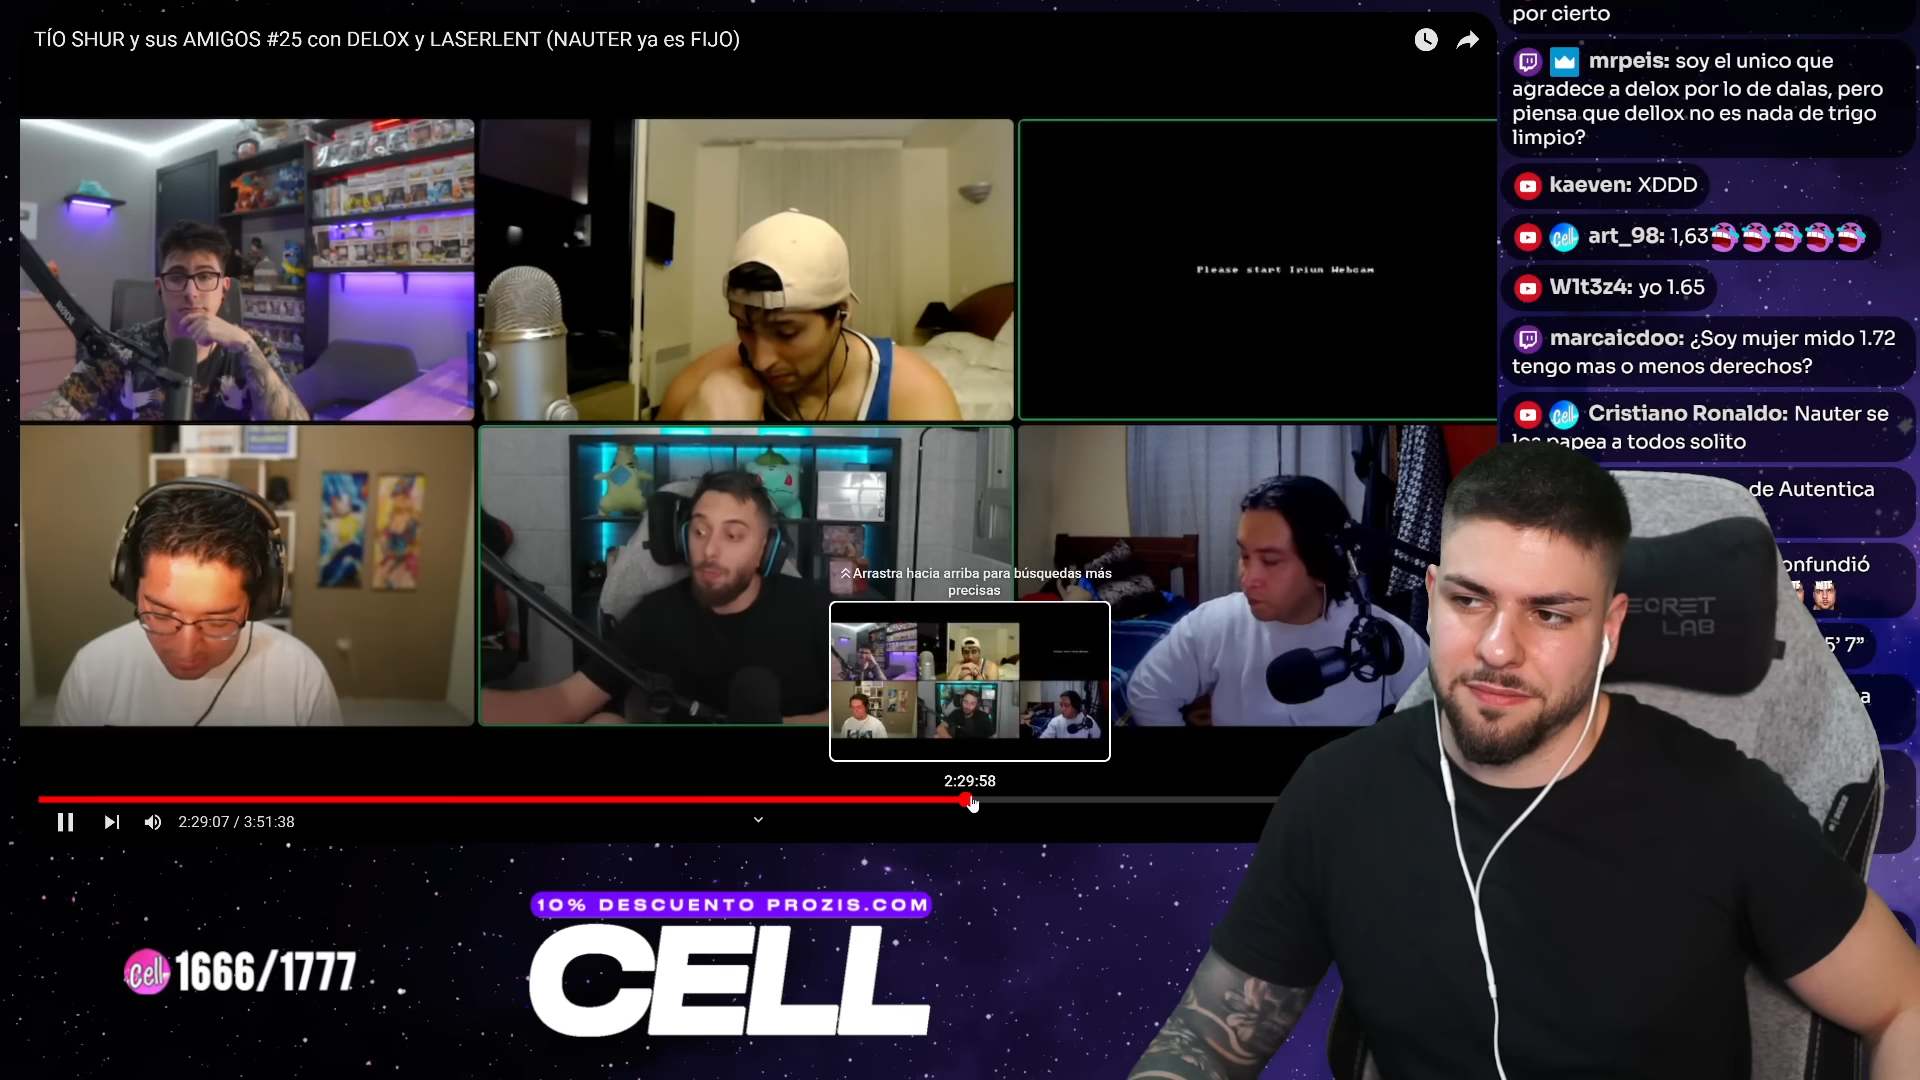 TÍO SHUR y sus AMIGOS #25 con DELOX y LASERLENT (NAUTER ya es FIJO)
Please start Iriun Webcam
RODE
Arrastra hacia arriba para búsquedas más
precisas
2:29:58
2:29:07 / 3:51:38
10% DESCUENTO PROZIS.COM
CELL
Cell 1666/1777
SECRET
LAB
por cierto
mrpeis: soy el unico que
agradece a delox por lo de dalas, pero
piensa que dellox no es nada de trigo
limpio?
kaeven: XDDD
Cell art_98: 1,63
W1t3z4: yo 1.65
marcaicdoo: ¿Soy mujer mido 1.72
tengo mas o menos derechos?
Cell Cristiano Ronaldo: Nauter se
los papea a todos solito
de Autentica
onfundió
5' 7”
a